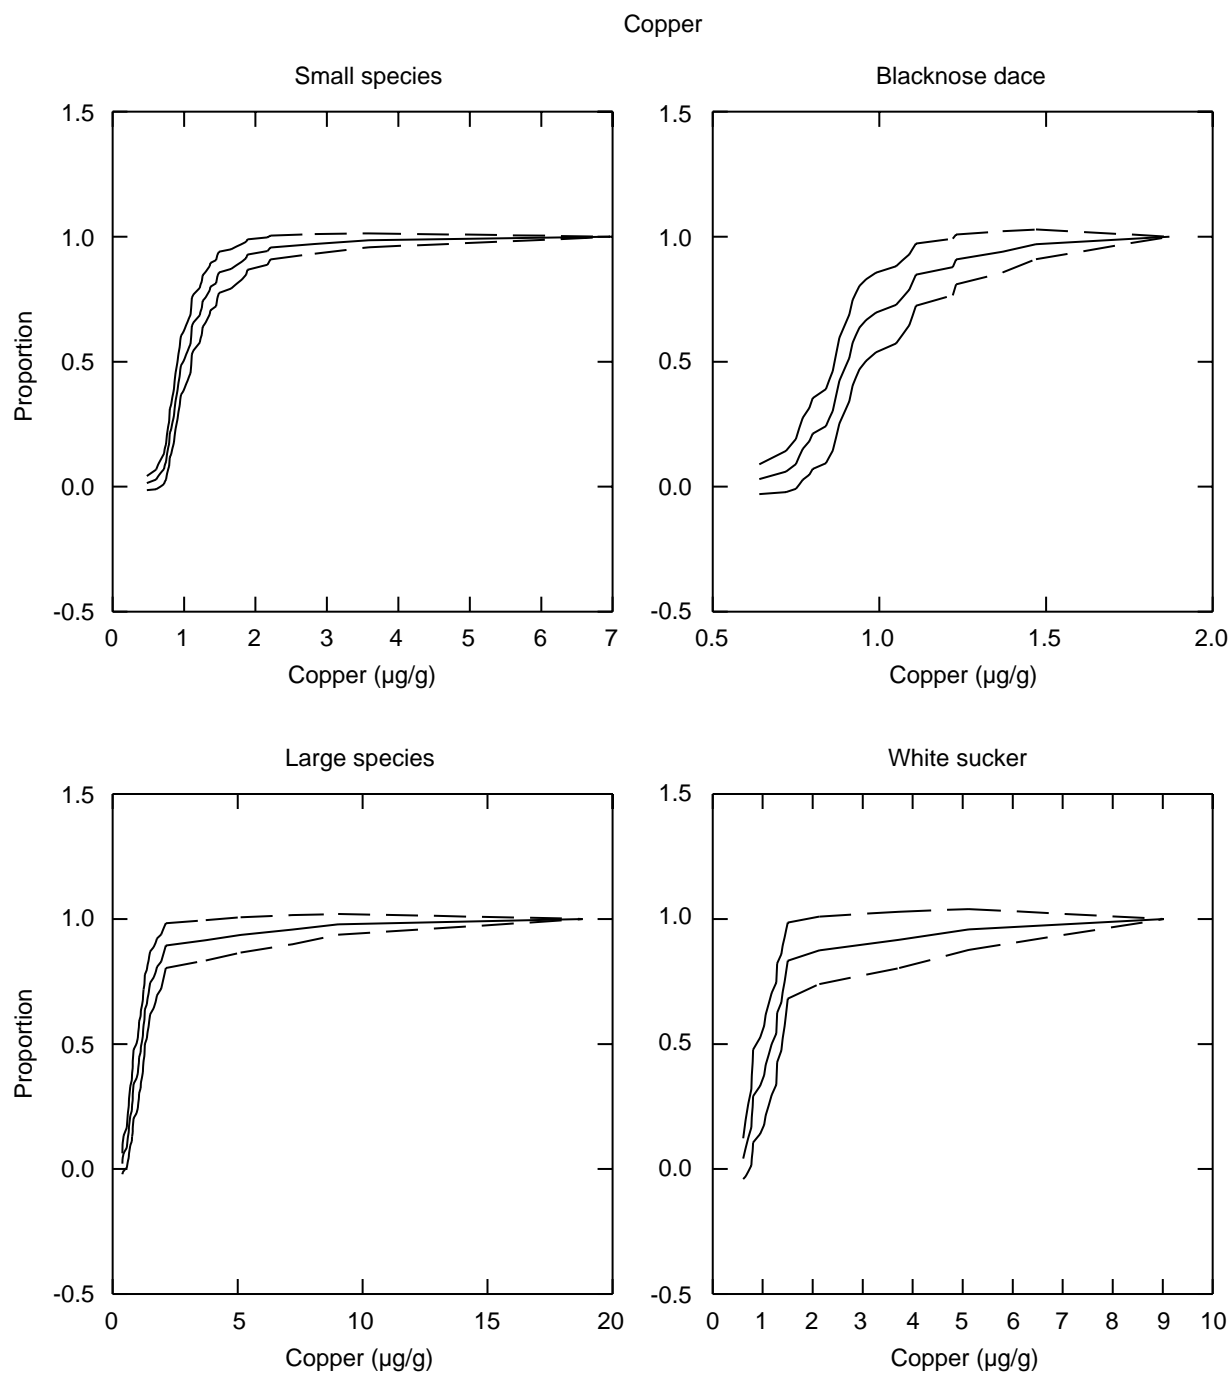 Copper
Small species
1.5
1.0
0.5
0.0
-0.5
Proportion
0 1 2 3 4 5 6 7
Copper (µg/g)
Blacknose dace
1.5
1.0
0.5
0.0
-0.5
0.5 1.0 1.5 2.0
Copper (µg/g)
Large species
1.5
1.0
0.5
0.0
-0.5
Proportion
0 5 10 15 20
Copper (µg/g)
White sucker
1.5
1.0
0.5
0.0
-0.5
0 1 2 3 4 5 6 7 8 9 10
Copper (µg/g)